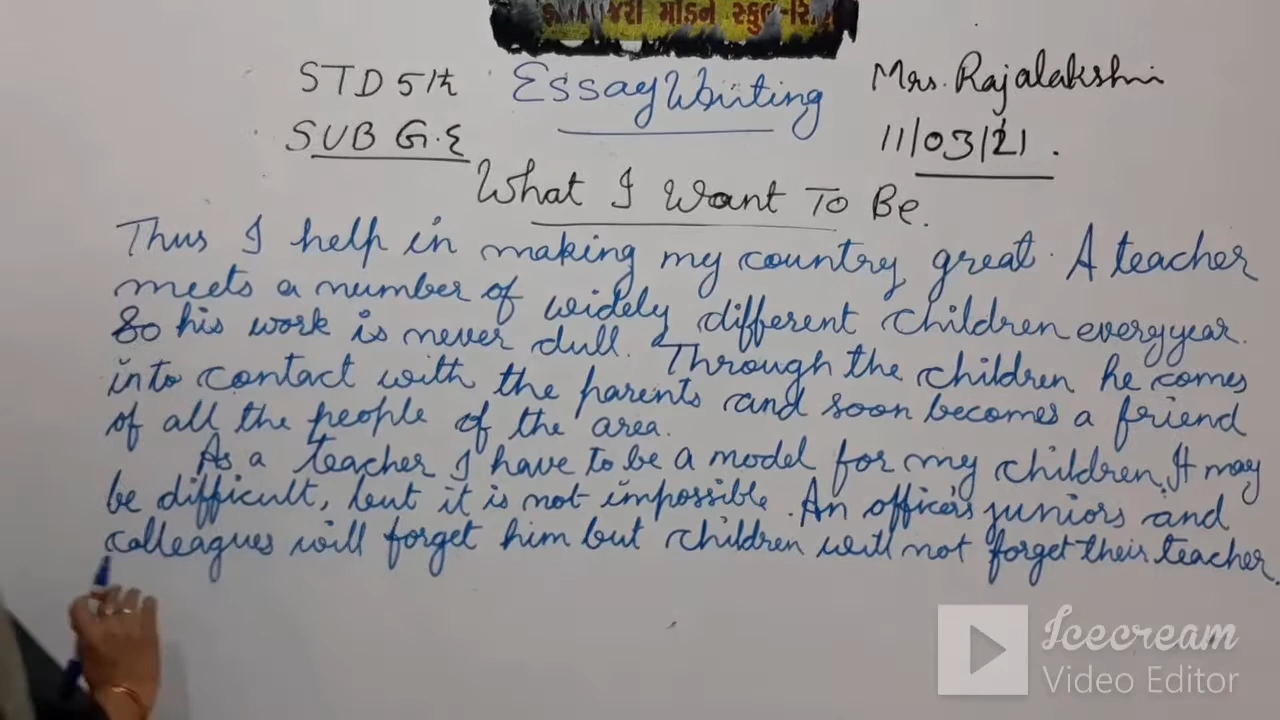 મોડર્ન સ્કુલ
STD 5th
Essay Writing
Mrs. Rajalakshmi
SUB G.E
11/03/21.
What I Want To Be.
Thus I help in making my country great. A teacher
meets a number of widely different children every year.
So his work is never dull. Through the children he comes
into contact with the parents and soon becomes a friend
of all the people of the area.
As a teacher I have to be a model for my children, It may
be difficult, but it is not impossible. An officer's juniors and
colleagues will forget him but children will not forget their teacher.
Icecream
Video Editor